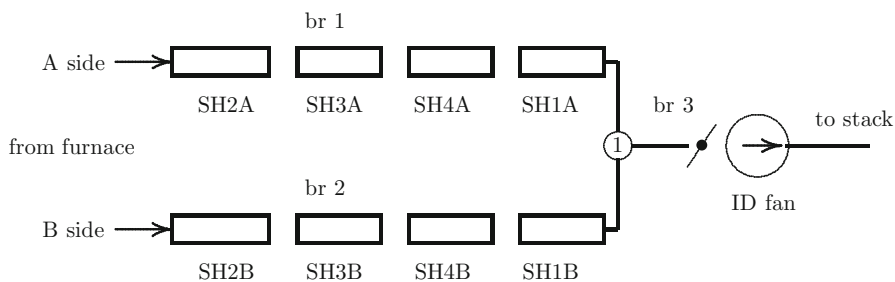 br 1
A side
SH2A SH3A SH4A SH1A
br 3
to stack
1
from furnace
br 2
ID fan
B side
SH2B SH3B SH4B SH1B